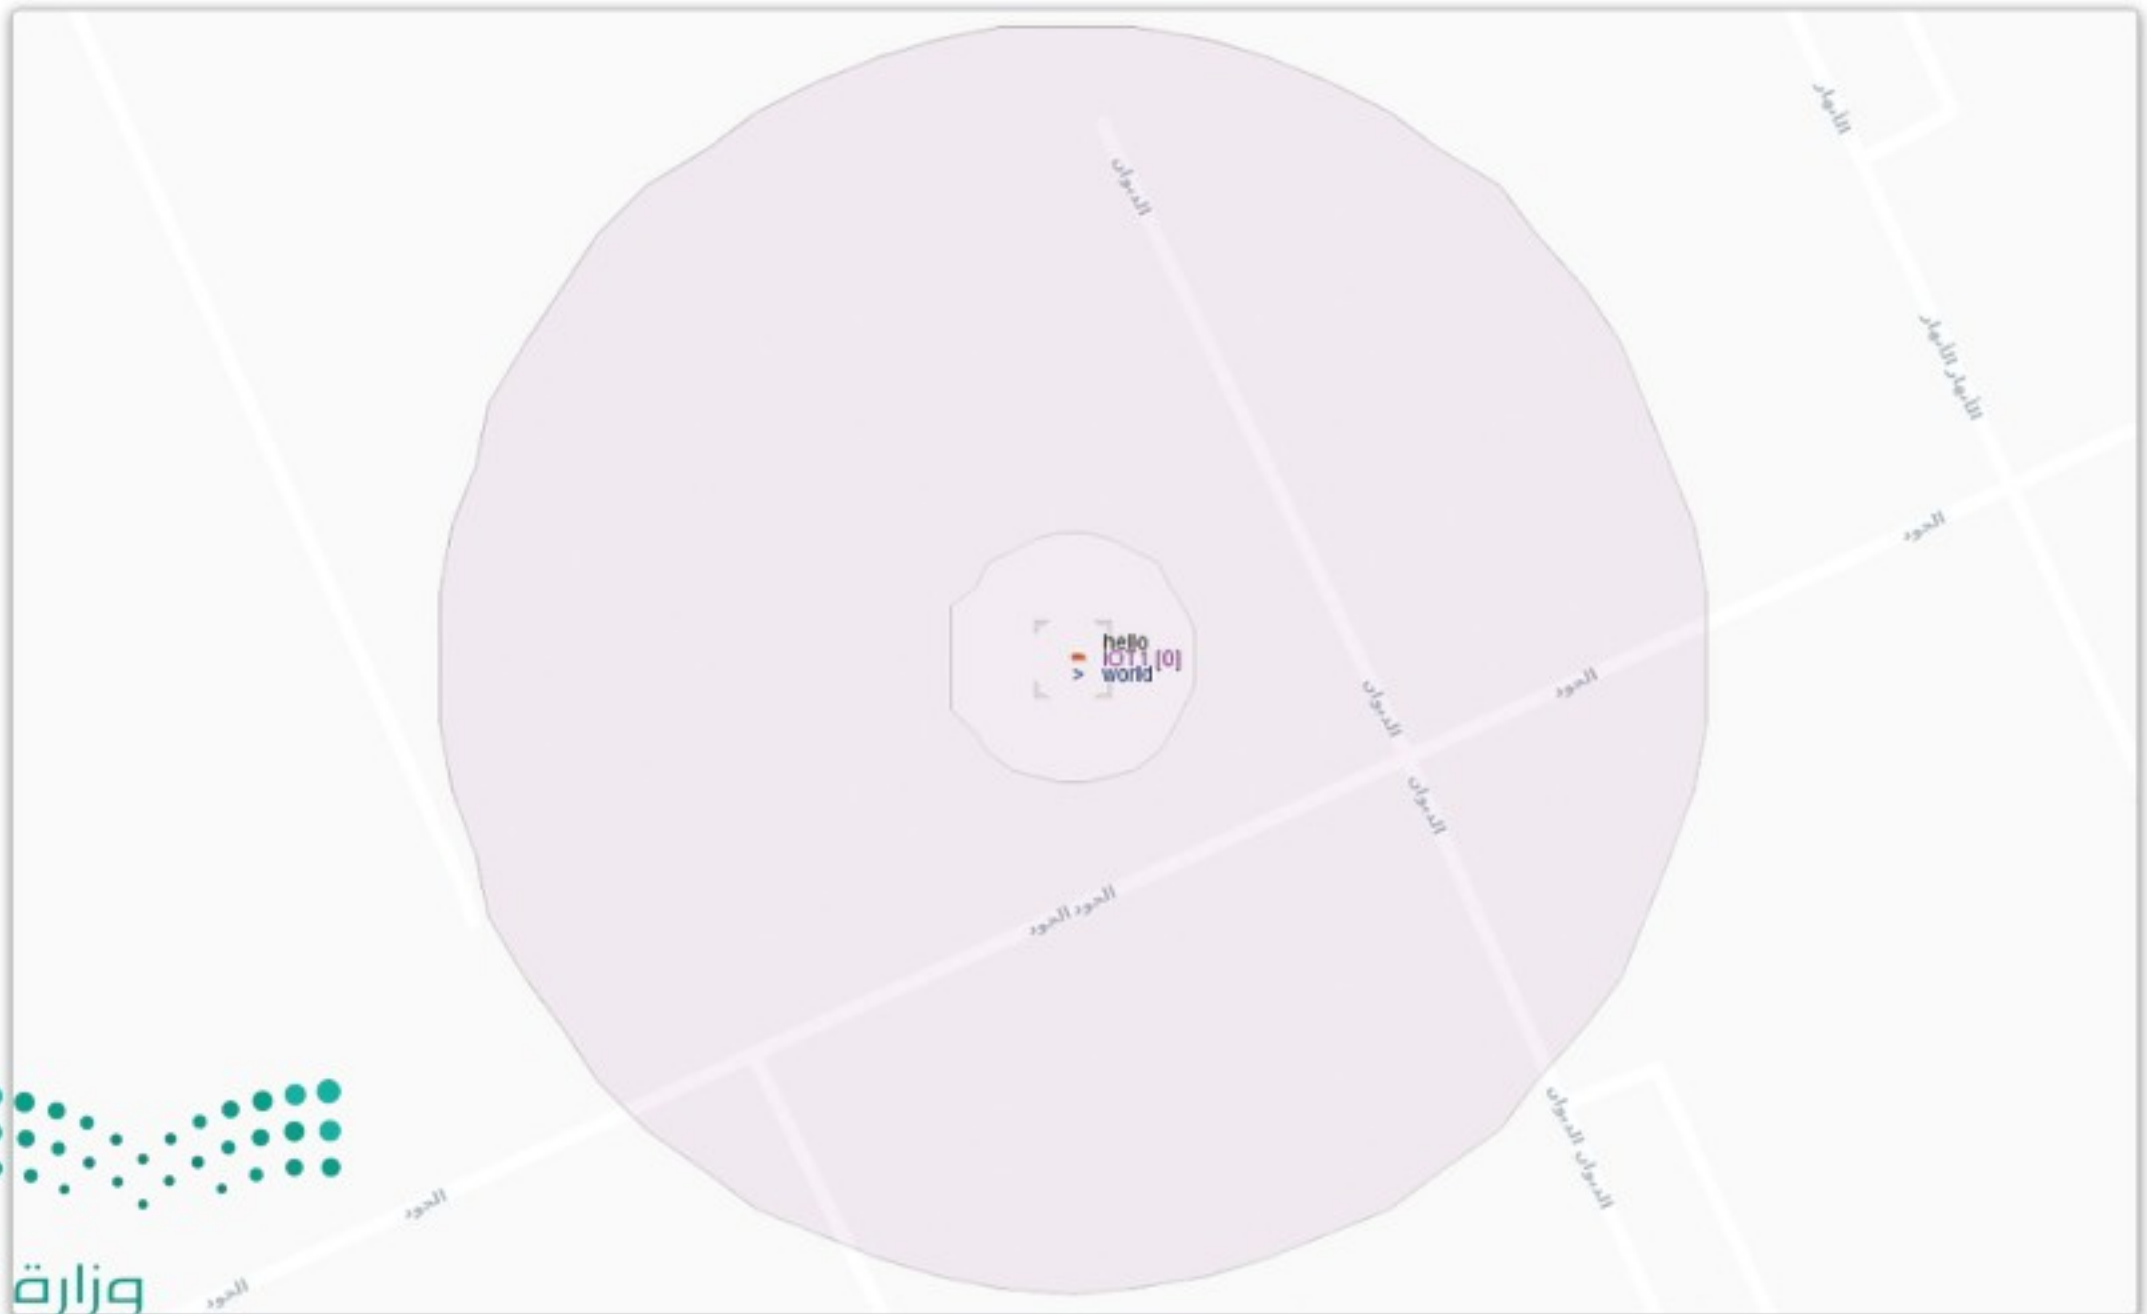 الأنهار
الديوان
الأنهار الأنهار
الجود
hello
IOT1 [0]
> world
الجود
الديوان
الديوان
الجود الجود
الديوان الديوان
الجود
وزارة
الجود